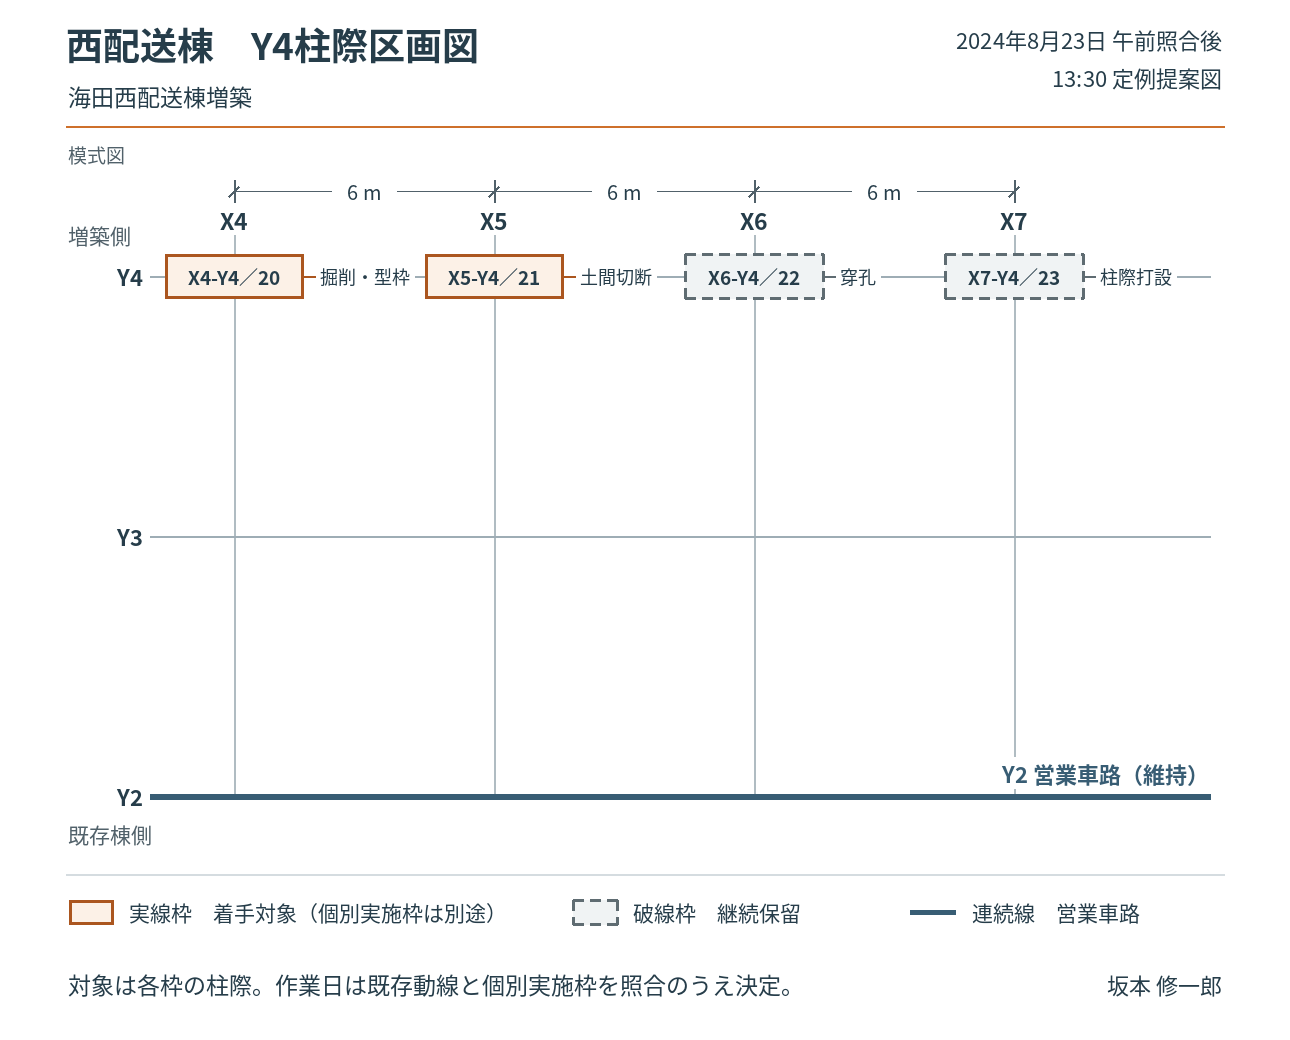 西配送棟　Y4柱際区画図
2024年8月23日 午前照合後
海田西配送棟増築
13:30 定例提案図
模式図
6 m 6 m 6 m
X4 X5 X6 X7
増築側
Y4 X4-Y4／20 掘削・型枠 X5-Y4／21 土間切断 X6-Y4／22 穿孔 X7-Y4／23 柱際打設
Y3
Y2 営業車路（維持）
Y2
既存棟側
実線枠　着手対象（個別実施枠は別途） 破線枠　継続保留 連続線　営業車路
対象は各枠の柱際。作業日は既存動線と個別実施枠を照合のうえ決定。 坂本 修一郎